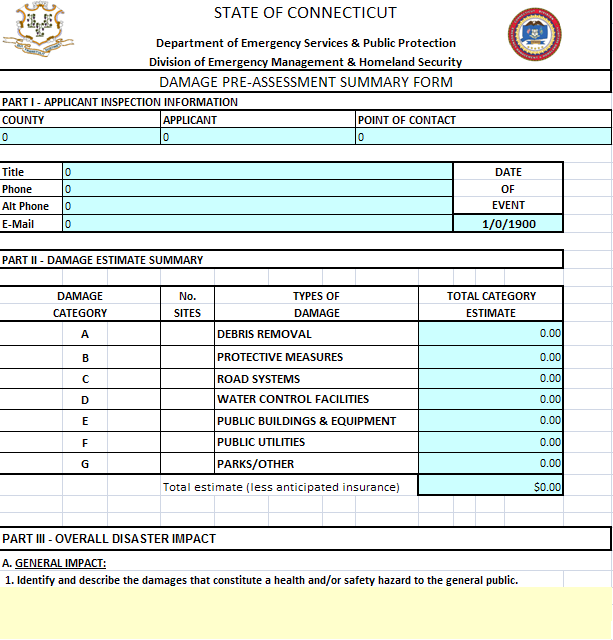 STATE OF CONNECTICUT
Department of Emergency Services & Public Protection
Division of Emergency Management & Homeland Security
DAMAGE PRE-ASSESSMENT SUMMARY FORM
PART I - APPLICANT INSPECTION INFORMATION
COUNTY APPLICANT POINT OF CONTACT
0 0 0
Title 0 DATE
Phone 0 OF
Alt Phone 0 EVENT
E-Mail 0 1/0/1900
PART II - DAMAGE ESTIMATE SUMMARY
DAMAGE No. TYPES OF TOTAL CATEGORY
CATEGORY SITES DAMAGE ESTIMATE
A DEBRIS REMOVAL 0.00
B PROTECTIVE MEASURES 0.00
C ROAD SYSTEMS 0.00
D WATER CONTROL FACILITIES 0.00
E PUBLIC BUILDINGS & EQUIPMENT 0.00
F PUBLIC UTILITIES 0.00
G PARKS/OTHER 0.00
Total estimate (less anticipated insurance) $0.00
PART III - OVERALL DISASTER IMPACT
A. GENERAL IMPACT:
1. Identify and describe the damages that constitute a health and/or safety hazard to the general public.